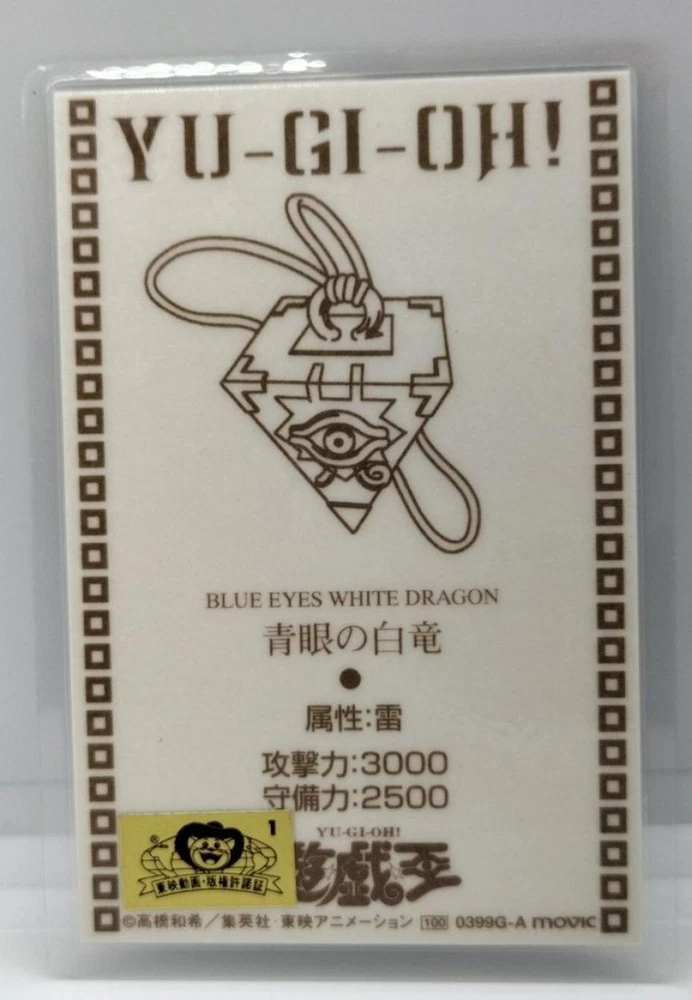 YU-GI-OH!
BLUE EYES WHITE DRAGON
青眼の白竜
●
属性:雷
攻撃力:3000
守備力:2500
YU-GI-OH!
遊戯王
® 1
東映動画・版権許諾証
©高橋和希/集英社・東映アニメーション 100 0399G-A movic